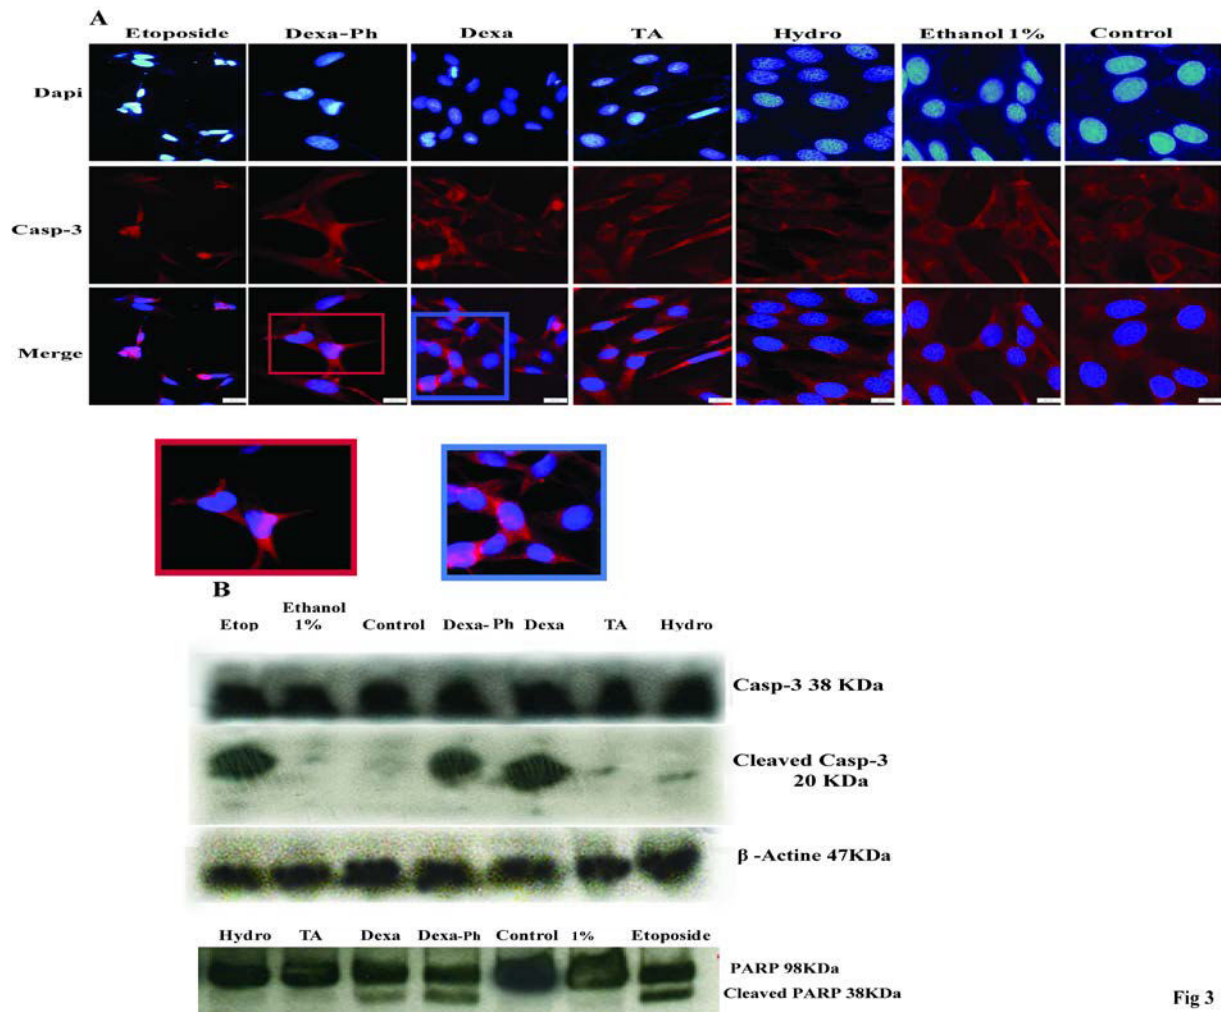 A
Etoposide Dexa-Ph Dexa TA Hydro Ethanol 1% Control
Dapi
Casp-3
Merge
B
Etop Ethanol 1% Control Dexa- Ph Dexa TA Hydro
Casp-3 38 KDa
Cleaved Casp-3
20 KDa
β -Actine 47KDa
Hydro TA Dexa Dexa-Ph Control 1% Etoposide
PARP 98KDa
Cleaved PARP 38KDa
Fig 3